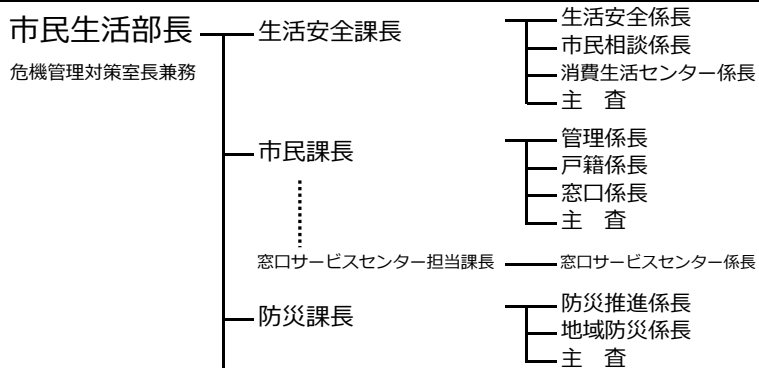 市民生活部長
危機管理対策室長兼務
生活安全課長
生活安全係長
市民相談係長
消費生活センター係長
主　査
市民課長
管理係長
戸籍係長
窓口係長
主　査
窓口サービスセンター担当課長
窓口サービスセンター係長
防災課長
防災推進係長
地域防災係長
主　査